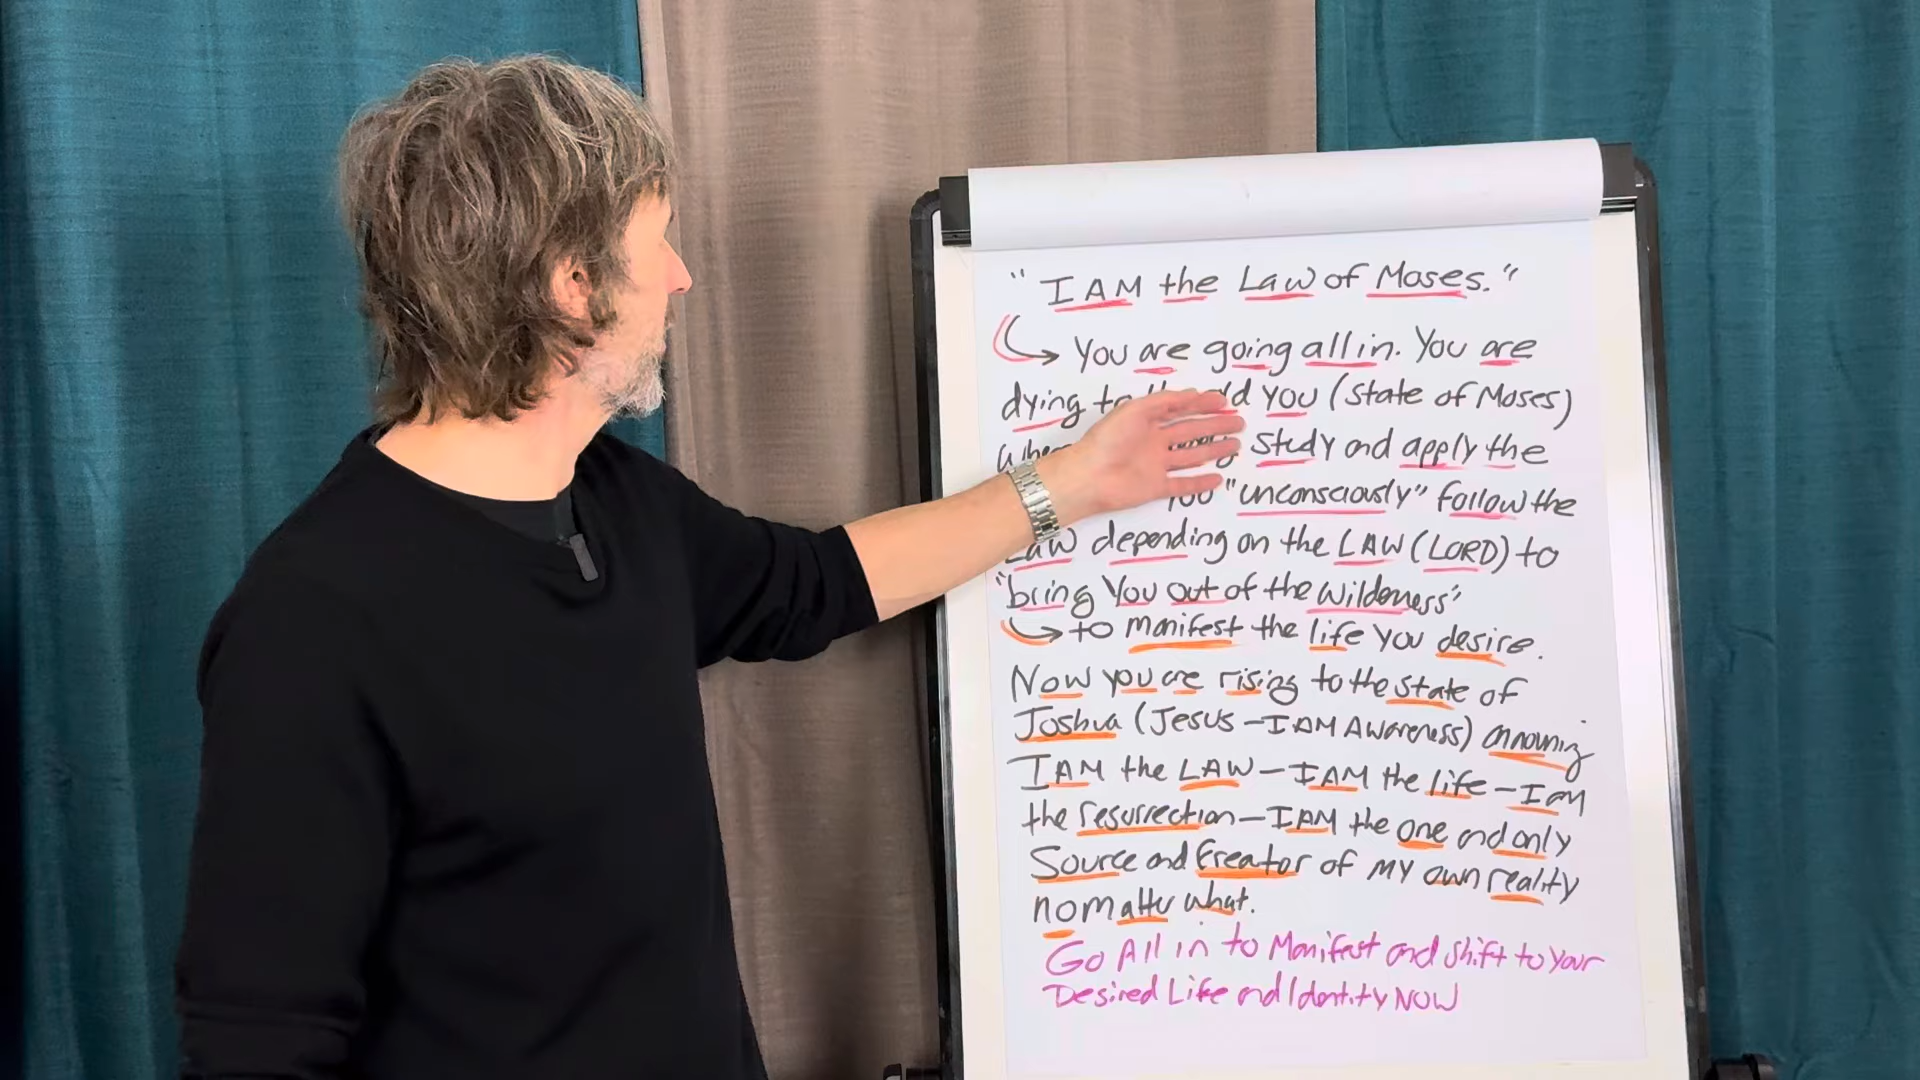 "I AM the Law of Moses."
You are going all in. You are
dying to old you (State of Moses)
Study and apply the
You "unconsciously" follow the
Law depending on the LAW (LORD) to
"bring You out of the Wilderness"
to manifest the life you desire.
Now you are rising to the state of
Joshua (Jesus - I AM Awareness)
I AM the LAW - I AM the life - I am
the resurrection - I AM the one and only
Source and Creator of my own reality
no matter what.
Go All in to Manifest and Shift to Your
Desired Life and Identity NOW